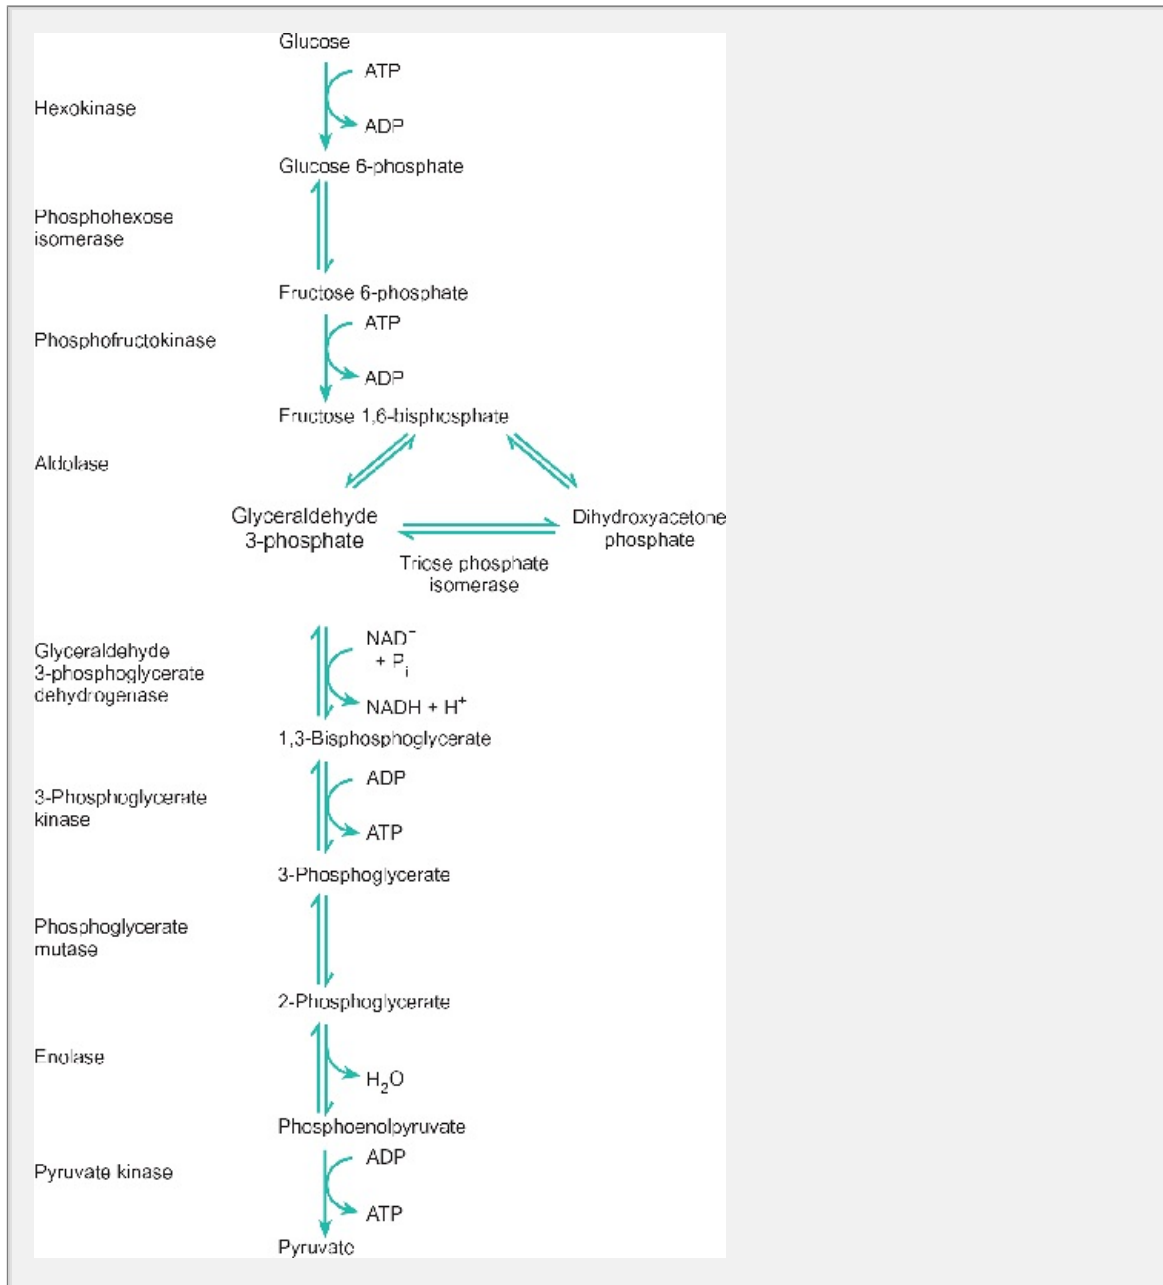 Glucose
ATP
Hexokinase
ADP
Glucose 6-phosphate
Phosphohexose
isomerase
Fructose 6-phosphate
ATP
Phosphofructokinase
ADP
Fructose 1,6-bisphosphate
Aldolase
Glyceraldehyde
3-phosphate
Dihydroxyacetone
phosphate
Triose phosphate
isomerase
Glyceraldehyde
3-phosphoglycerate
dehydrogenase
NAD⁺
+ Pᵢ
NADH + H⁺
1,3-Bisphosphoglycerate
ADP
3-Phosphoglycerate
kinase
ATP
3-Phosphoglycerate
Phosphoglycerate
mutase
2-Phosphoglycerate
Enolase
H₂O
Phosphoenolpyruvate
ADP
Pyruvate kinase
ATP
Pyruvate